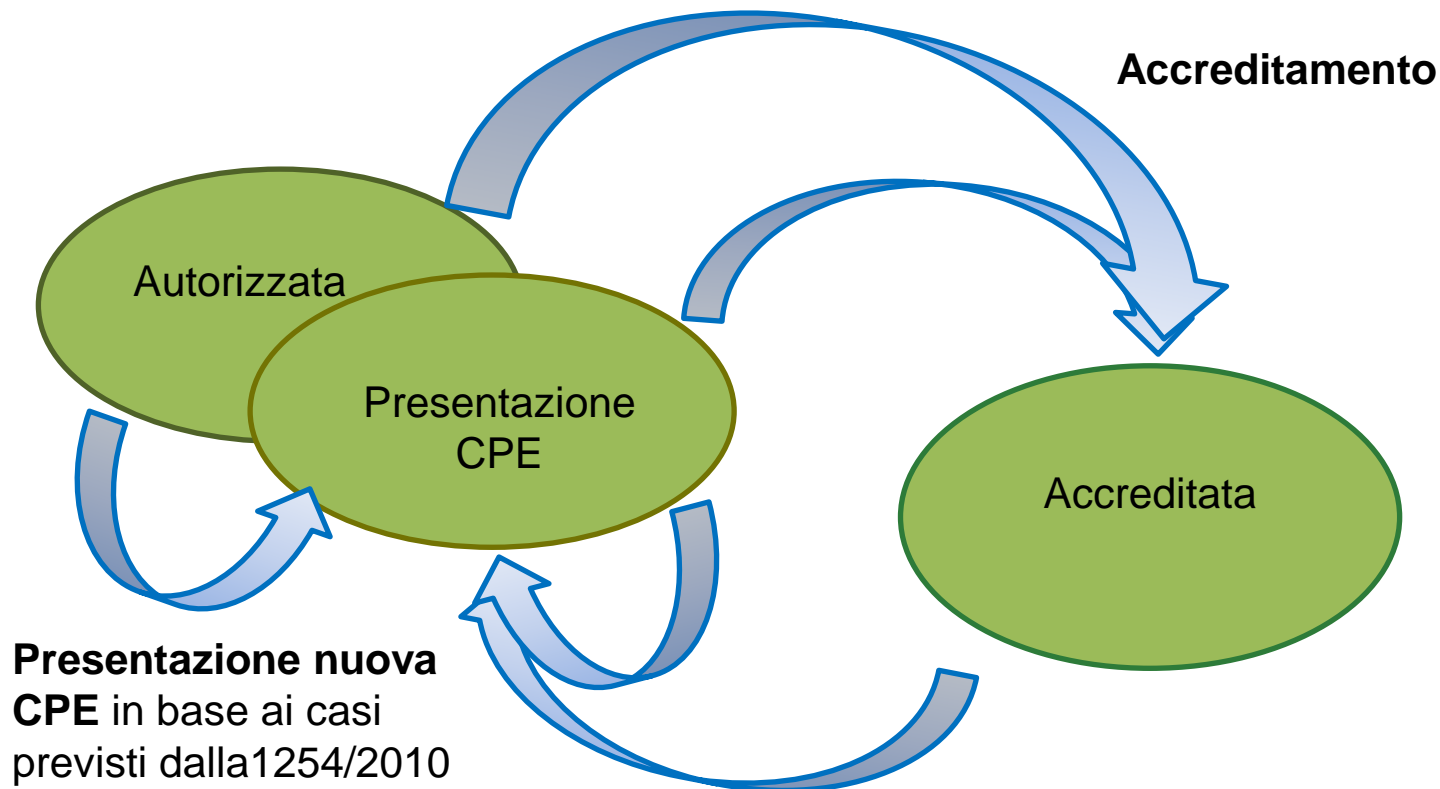 Accreditamento
Autorizzata
Presentazione
CPE
Accreditata
Presentazione nuova
CPE in base ai casi
previsti dalla1254/2010